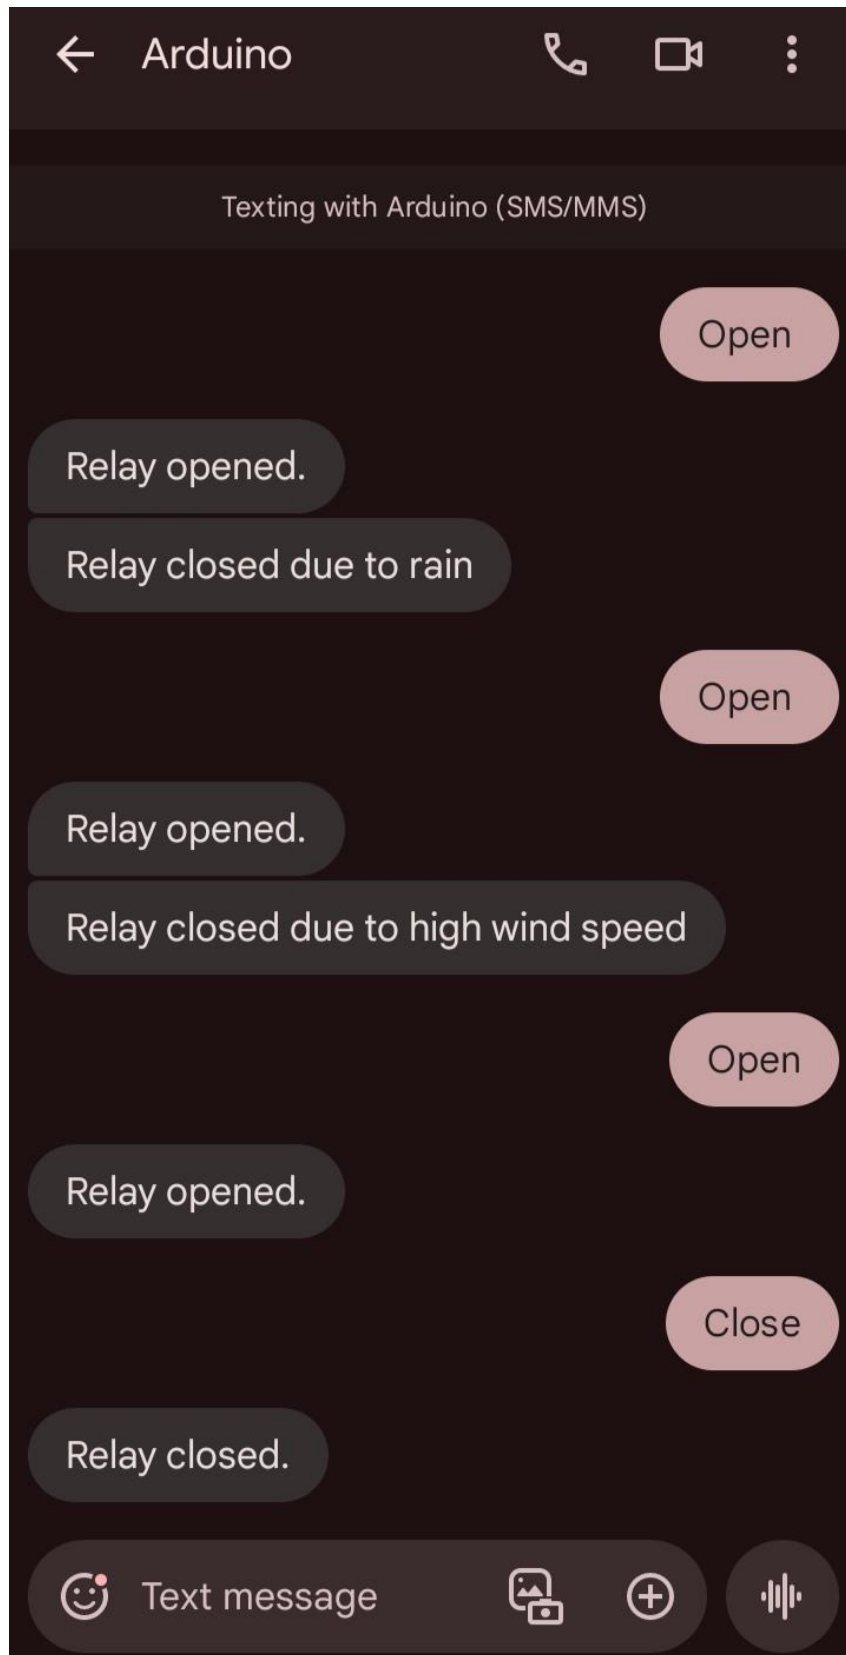 Arduino
Texting with Arduino (SMS/MMS)
Open
Relay opened.
Relay closed due to rain
Open
Relay opened.
Relay closed due to high wind speed
Open
Relay opened.
Close
Relay closed.
Text message